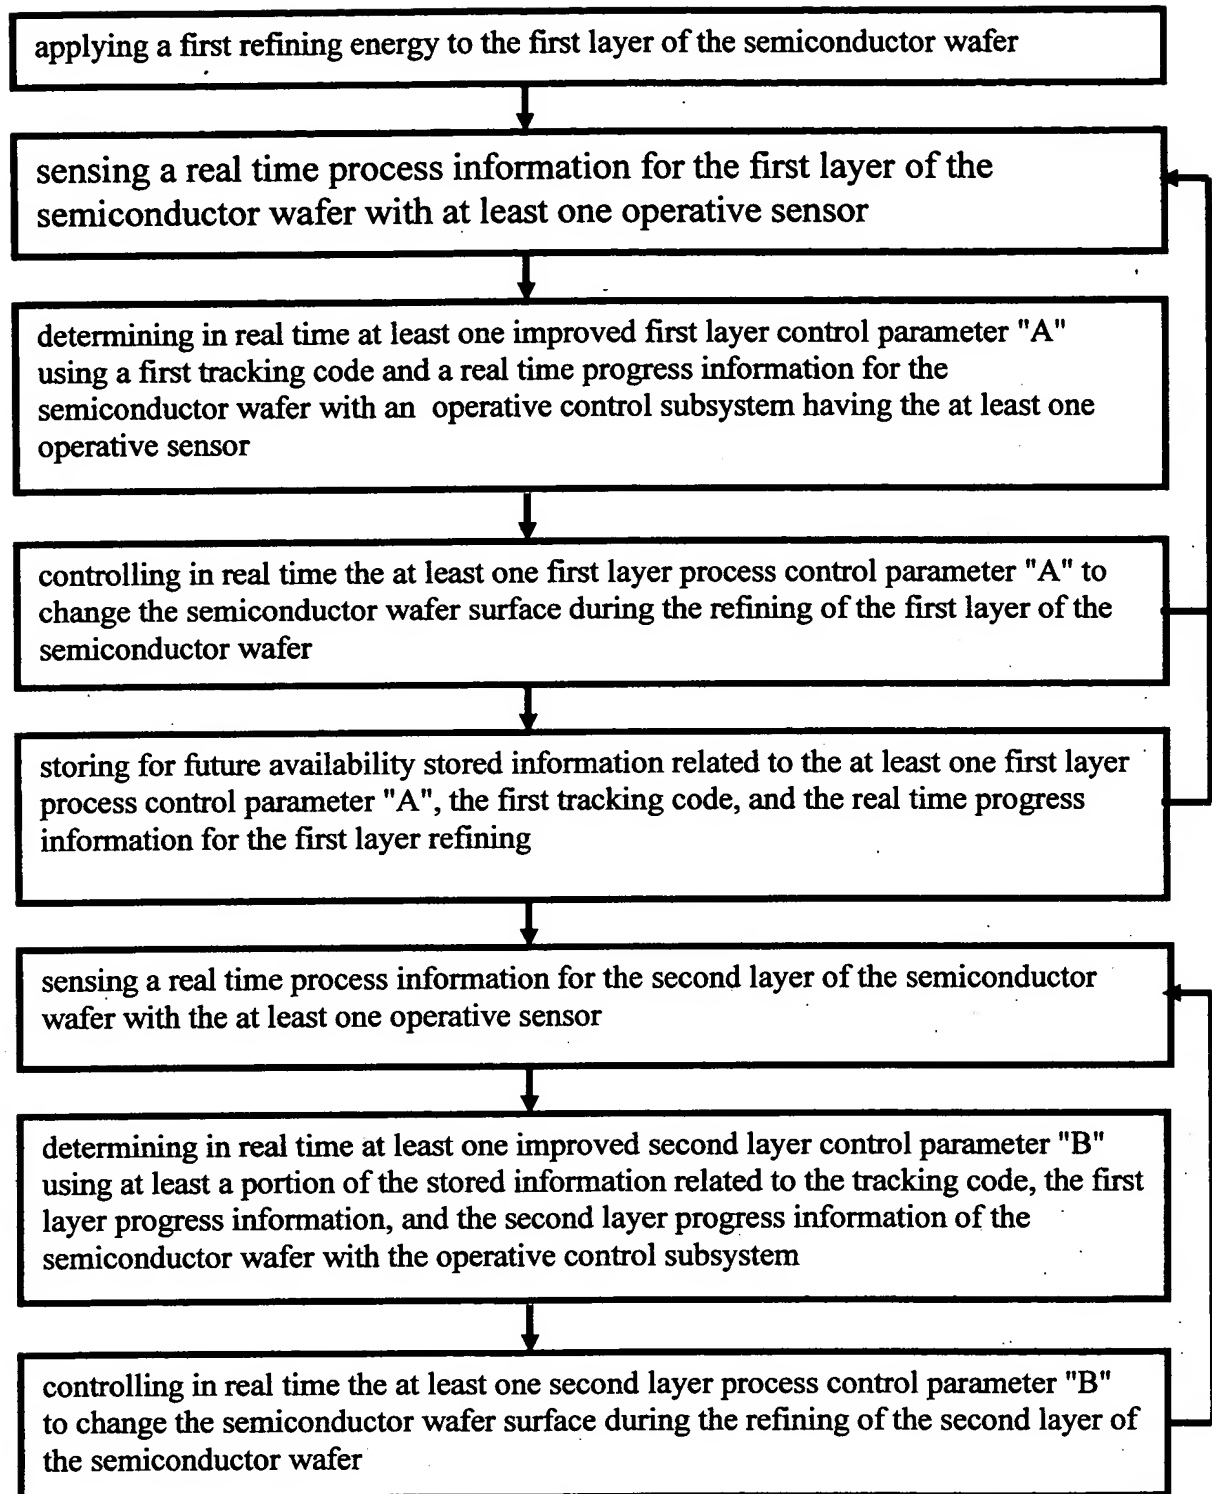 applying a first refining energy to the first layer of the semiconductor wafer
sensing a real time process information for the first layer of the
semiconductor wafer with at least one operative sensor
determining in real time at least one improved first layer control parameter "A"
using a first tracking code and a real time progress information for the
semiconductor wafer with an operative control subsystem having the at least one
operative sensor
controlling in real time the at least one first layer process control parameter "A" to
change the semiconductor wafer surface during the refining of the first layer of the
semiconductor wafer
storing for future availability stored information related to the at least one first layer
process control parameter "A", the first tracking code, and the real time progress
information for the first layer refining
sensing a real time process information for the second layer of the semiconductor
wafer with the at least one operative sensor
determining in real time at least one improved second layer control parameter "B"
using at least a portion of the stored information related to the tracking code, the first
layer progress information, and the second layer progress information of the
semiconductor wafer with the operative control subsystem
controlling in real time the at least one second layer process control parameter "B"
to change the semiconductor wafer surface during the refining of the second layer of
the semiconductor wafer